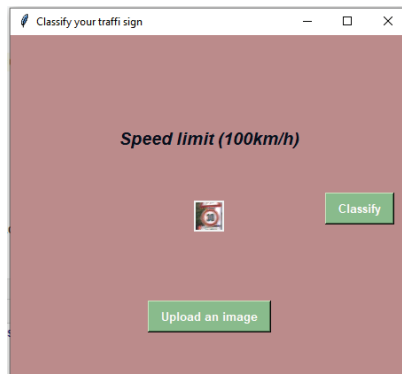 Classify your traffi sign
Speed limit (100km/h)
Classify
Upload an image